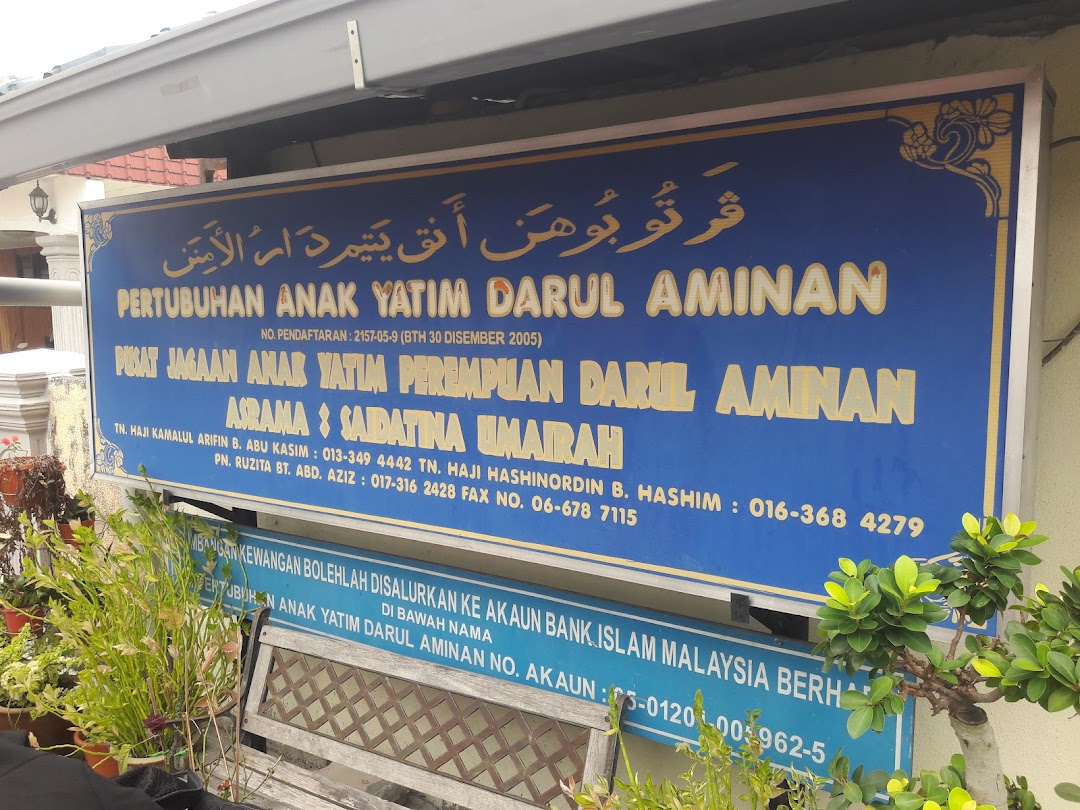 ڤرتوبوهن أنق يتيم دار الأمنن
PERTUBUHAN ANAK YATIM DARUL AMINAN
NO. PENDAFTARAN : 2157-05-9 (BTH 30 DISEMBER 2005)
PUSAT JAGAAN ANAK YATIM PEREMPUAN DARUL AMINAN
ASRAMA : SAIDATINA UMAIRAH
TN. HAJI KAMALUL ARIFIN B. ABU KASIM : 013-349 4442 TN. HAJI HASHINORDIN B. HASHIM : 016-368 4279
PN. RUZITA BT. ABD. AZIZ : 017-316 2428 FAX NO. 06-678 7115
KEWANGAN BOLEHLAH DISALURKAN KE AKAUN BANK.ISLAM MALAYSIA
DI BAWAH NAMA
PERTUBUHAN ANAK YATIM DARUL AMINAN NO. AKAUN :